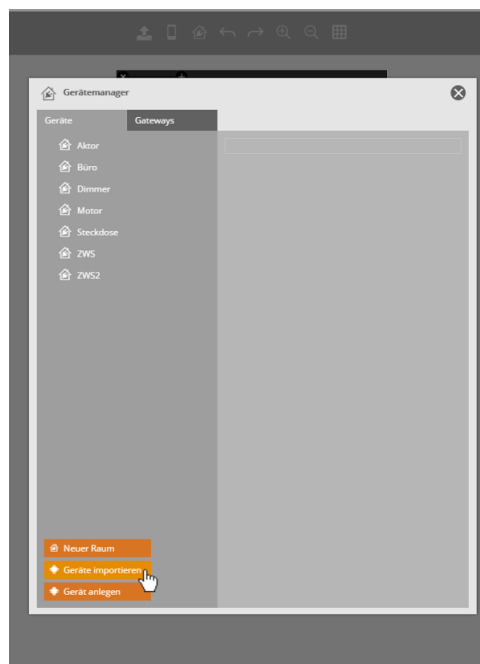 Gerätemanager
Geräte
Gateways
Aktor
Büro
Dimmer
Motor
Steckdose
ZWS
ZWS2
Neuer Raum
Geräte importieren
Gerät anlegen